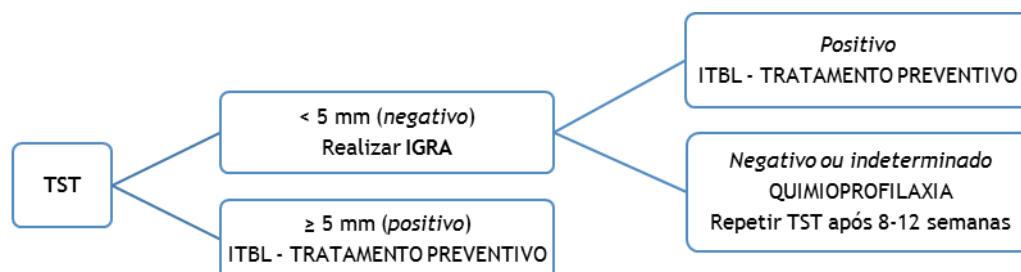 TST
< 5 mm (negativo)
Realizar IGRA
≥ 5 mm (positivo)
ITBL - TRATAMENTO PREVENTIVO
Positivo
ITBL - TRATAMENTO PREVENTIVO
Negativo ou indeterminado
QUIMIOPROFILAXIA
Repetir TST após 8-12 semanas